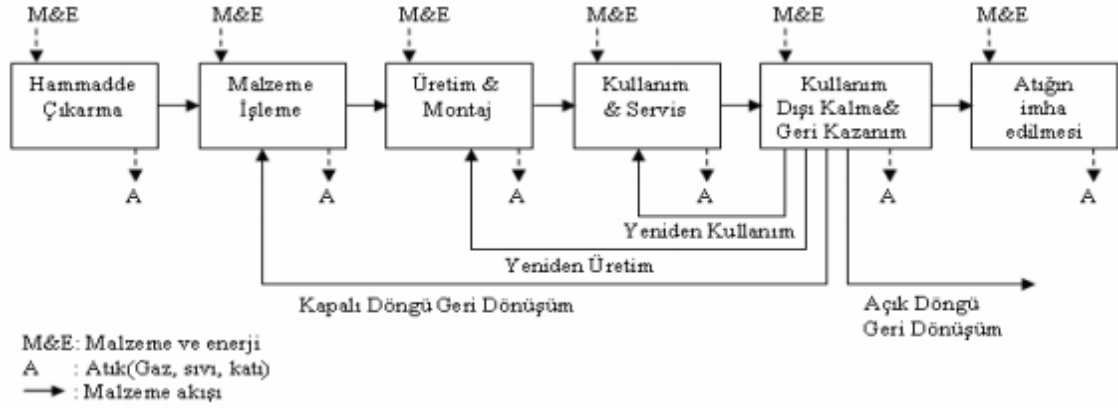 M&E M&E M&E M&E M&E M&E
Hammadde
Çıkarma
Malzeme
İşleme
Üretim &
Montaj
Kullanım
& Servis
Kullanım
Dışı Kalma&
Geri Kazanım
Atığın
imha
edilmesi
A A A A A A
Yeniden Kullanım
Yeniden Üretim
Kapalı Döngü Geri Dönüşüm
Açık Döngü
Geri Dönüşüm
M&E: Malzeme ve enerji
A : Atık(Gaz, sıvı, katı)
: Malzeme akışı